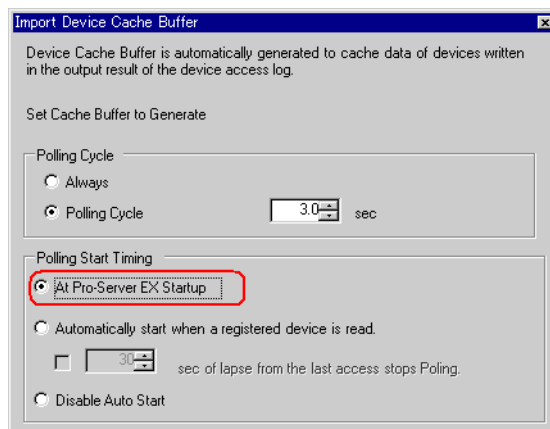 Import Device Cache Buffer
Device Cache Buffer is automatically generated to cache data of devices written
in the output result of the device access log.
Set Cache Buffer to Generate
Polling Cycle
Always
Polling Cycle 3.0 sec
Polling Start Timing
At Pro-Server EX Startup
Automatically start when a registered device is read.
30 sec of lapse from the last access stops Poling.
Disable Auto Start